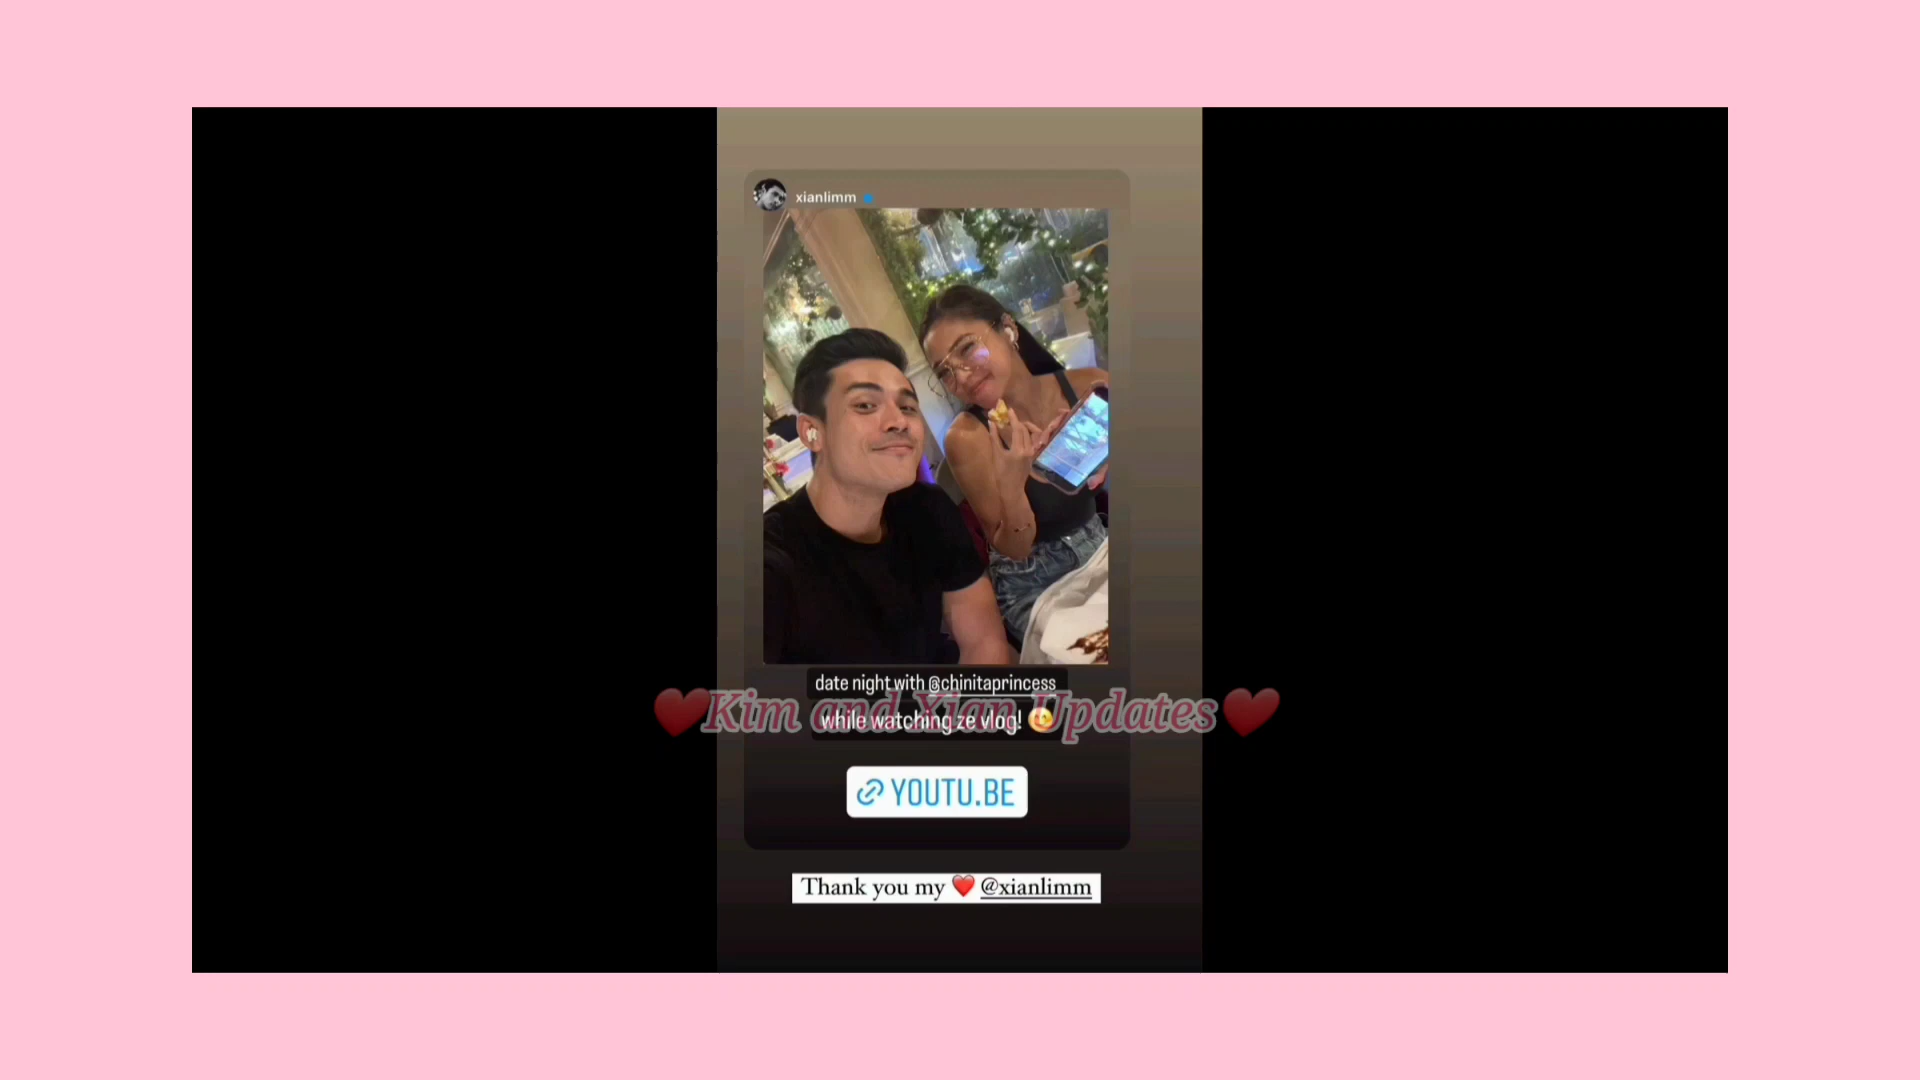 xianlimm
date night with @chinitaprincess
while watching ze vlog!
❤Kim and Xian Updates❤
YOUTU.BE
Thank you my ❤ @xianlimm